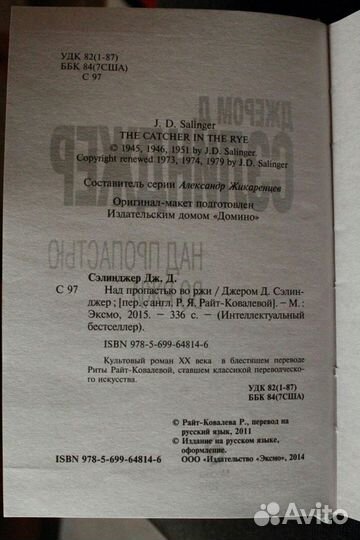 УДК 82(1-87)
ББК 84(7США)
С 97
J. D. Salinger
THE CATCHER IN THE RYE
© 1945, 1946, 1951 by J.D. Salinger.
Copyright renewed 1973, 1974, 1979 by J.D. Salinger
Составитель серии Александр Жикаренцев
Оригинал-макет подготовлен
Издательским домом «Домино»
Сэлинджер Дж. Д.
С 97 Над пропастью во ржи / Джером Д. Сэлин-
джер ; [пер. с англ. Р. Я. Райт-Ковалевой]. – М. :
Эксмо, 2015. – 336 с. – (Интеллектуальный
бестселлер).
ISBN 978-5-699-64814-6
Культовый роман XX века в блестящем переводе
Риты Райт-Ковалевой, ставшем классикой переводческо-
го искусства.
УДК 82(1-87)
ББК 84(7США)
© Райт-Ковалева Р., перевод на
русский язык, 2011
© Издание на русском языке,
оформление.
ISBN 978-5-699-64814-6 ООО «Издательство «Эксмо», 2014
Avito